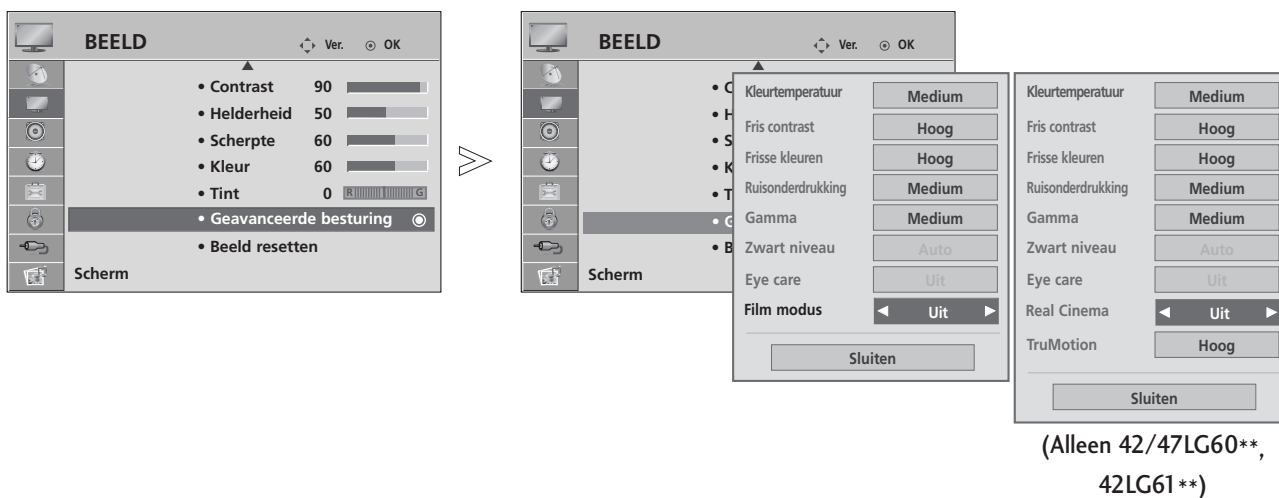 BEELD Ver. OK
• Contrast 90
• Helderheid 50
• Scherpte 60
• Kleur 60
• Tint 0 R G
• Geavanceerde besturing
• Beeld resetten
Scherm
BEELD Ver. OK
• C
• H
• S
• K
• T
• G
• B
Scherm
Kleurtemperatuur Medium
Fris contrast Hoog
Frisse kleuren Hoog
Ruisonderdrukking Medium
Gamma Medium
Zwart niveau Auto
Eye care Uit
Film modus ◀ Uit ▶
Sluiten
Kleurtemperatuur Medium
Fris contrast Hoog
Frisse kleuren Hoog
Ruisonderdrukking Medium
Gamma Medium
Zwart niveau Auto
Eye care Uit
Real Cinema ◀ Uit ▶
TruMotion Hoog
Sluiten
(Alleen 42/47LG60**,
42LG61**)